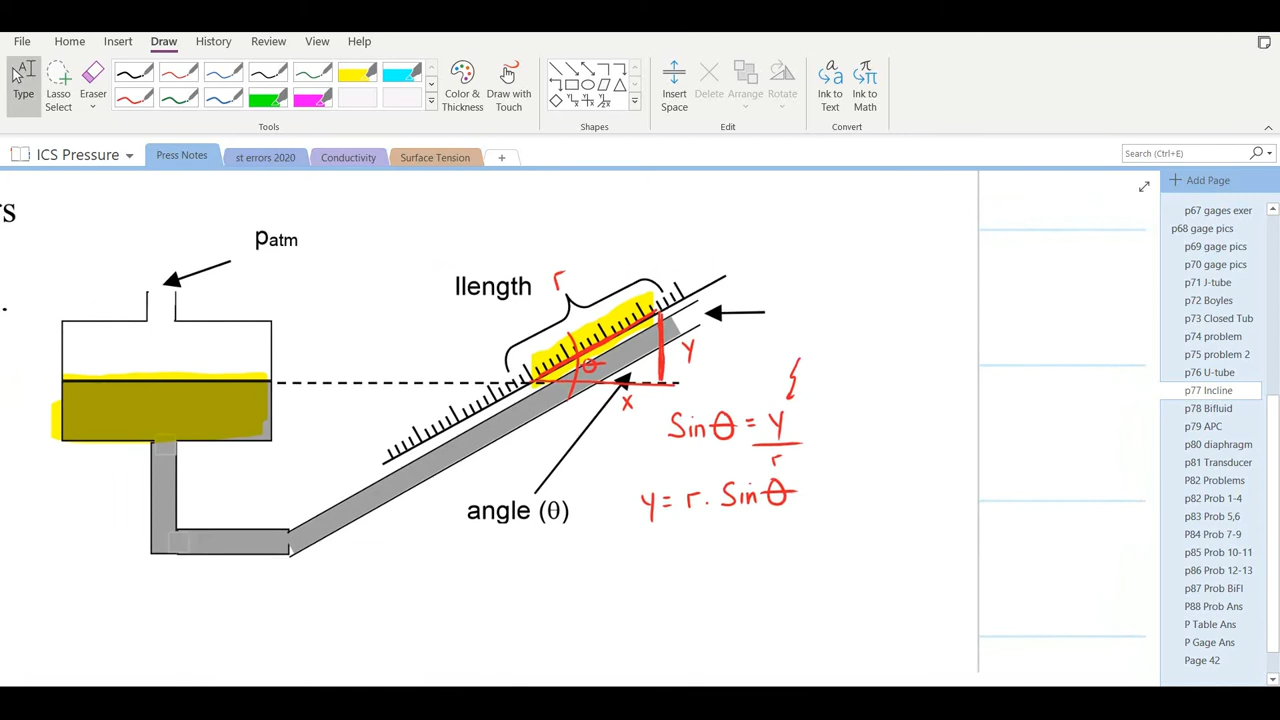 File Home Insert Draw History Review View Help
Type
Lasso Select
Eraser
Color & Thickness
Draw with Touch
Insert Space
Delete
Arrange
Rotate
Ink to Text
Ink to Math
Tools
Shapes
Edit
Convert
ICS Pressure
Press Notes
st errors 2020
Conductivity
Surface Tension
Search (Ctrl+E)
Add Page
rs
patm
.
llength
r
θ
y
x
Sinθ = y
r
y = r. Sinθ
angle (θ)
p67 gages exer
p68 gage pics
p69 gage pics
p70 gage pics
p71 J-tube
p72 Boyles
p73 Closed Tub
p74 problem
p75 problem 2
p76 U-tube
p77 Incline
p78 Bifluid
p79 APC
p80 diaphragm
p81 Transducer
P82 Problems
P82 Prob 1-4
p83 Prob 5,6
P84 Prob 7-9
p85 Prob 10-11
p86 Prob 12-13
p87 Prob BiFl
P88 Prob Ans
P Table Ans
P Gage Ans
Page 42